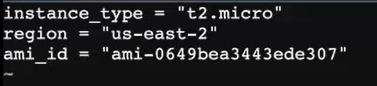 instance_type = "t2.micro"
region = "us-east-2"
ami_id = "ami-0649bea3443ede307"